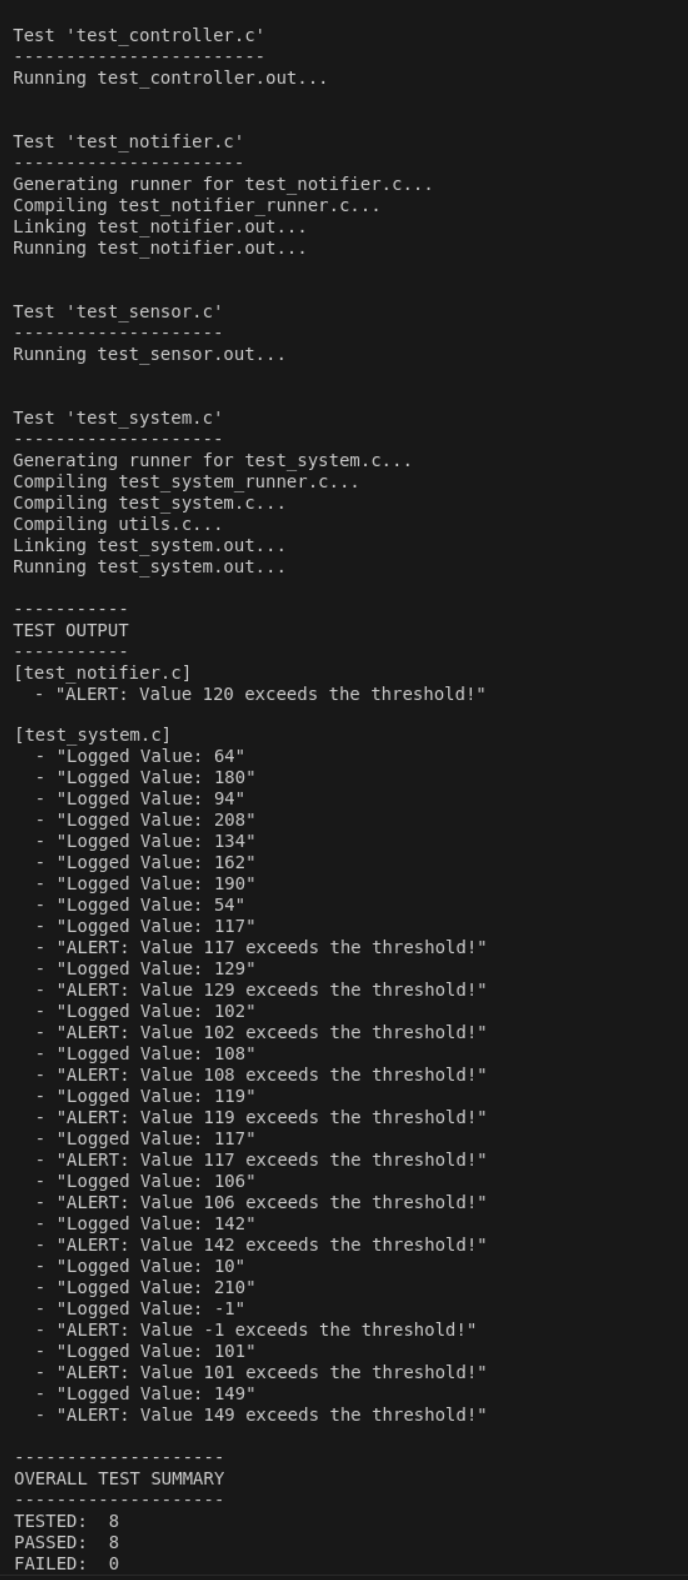 Test 'test_controller.c'
------------------------
Running test_controller.out...
Test 'test_notifier.c'
----------------------
Generating runner for test_notifier.c...
Compiling test_notifier_runner.c...
Linking test_notifier.out...
Running test_notifier.out...
Test 'test_sensor.c'
--------------------
Running test_sensor.out...
Test 'test_system.c'
--------------------
Generating runner for test_system.c...
Compiling test_system_runner.c...
Compiling test_system.c...
Compiling utils.c...
Linking test_system.out...
Running test_system.out...
-----------
TEST OUTPUT
-----------
[test_notifier.c]
  - "ALERT: Value 120 exceeds the threshold!"
[test_system.c]
  - "Logged Value: 64"
  - "Logged Value: 180"
  - "Logged Value: 94"
  - "Logged Value: 208"
  - "Logged Value: 134"
  - "Logged Value: 162"
  - "Logged Value: 190"
  - "Logged Value: 54"
  - "Logged Value: 117"
  - "ALERT: Value 117 exceeds the threshold!"
  - "Logged Value: 129"
  - "ALERT: Value 129 exceeds the threshold!"
  - "Logged Value: 102"
  - "ALERT: Value 102 exceeds the threshold!"
  - "Logged Value: 108"
  - "ALERT: Value 108 exceeds the threshold!"
  - "Logged Value: 119"
  - "ALERT: Value 119 exceeds the threshold!"
  - "Logged Value: 117"
  - "ALERT: Value 117 exceeds the threshold!"
  - "Logged Value: 106"
  - "ALERT: Value 106 exceeds the threshold!"
  - "Logged Value: 142"
  - "ALERT: Value 142 exceeds the threshold!"
  - "Logged Value: 10"
  - "Logged Value: 210"
  - "Logged Value: -1"
  - "ALERT: Value -1 exceeds the threshold!"
  - "Logged Value: 101"
  - "ALERT: Value 101 exceeds the threshold!"
  - "Logged Value: 149"
  - "ALERT: Value 149 exceeds the threshold!"
--------------------
OVERALL TEST SUMMARY
--------------------
TESTED:  8
PASSED:  8
FAILED:  0